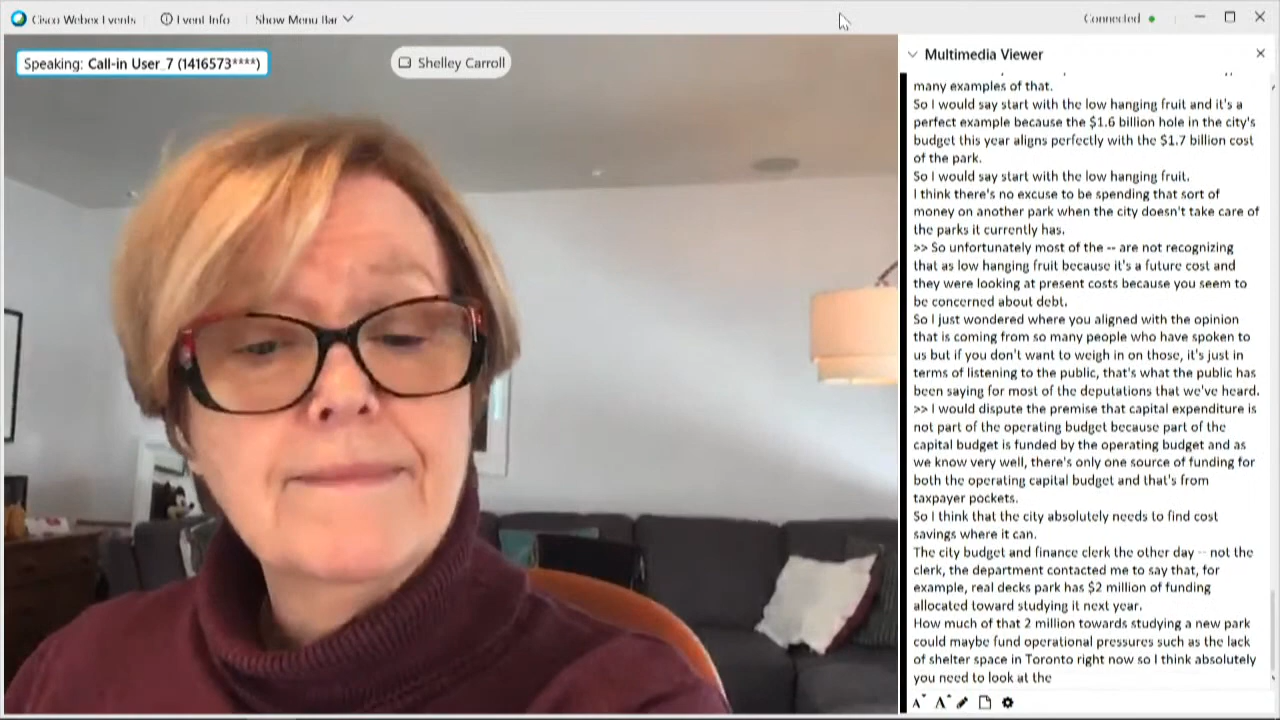 Cisco Webex Events
Event Info
Show Menu Bar
Connected
Speaking: Call-in User_7 (1416573****)
Shelley Carroll
Multimedia Viewer
many examples of that.
So I would say start with the low hanging fruit and it's a
perfect example because the $1.6 billion hole in the city's
budget this year aligns perfectly with the $1.7 billion cost
of the park.
So I would say start with the low hanging fruit.
I think there's no excuse to be spending that sort of
money on another park when the city doesn't take care of
the parks it currently has.
>> So unfortunately most of the -- are not recognizing
that as low hanging fruit because it's a future cost and
they were looking at present costs because you seem to
be concerned about debt.
So I just wondered where you aligned with the opinion
that is coming from so many people who have spoken to
us but if you don't want to weigh in on those, it's just in
terms of listening to the public, that's what the public has
been saying for most of the deputations that we've heard.
>> I would dispute the premise that capital expenditure is
not part of the operating budget because part of the
capital budget is funded by the operating budget and as
we know very well, there's only one source of funding for
both the operating capital budget and that's from
taxpayer pockets.
So I think that the city absolutely needs to find cost
savings where it can.
The city budget and finance clerk the other day -- not the
clerk, the department contacted me to say that, for
example, real decks park has $2 million of funding
allocated toward studying it next year.
How much of that 2 million towards studying a new park
could maybe fund operational pressures such as the lack
of shelter space in Toronto right now so I think absolutely
you need to look at the